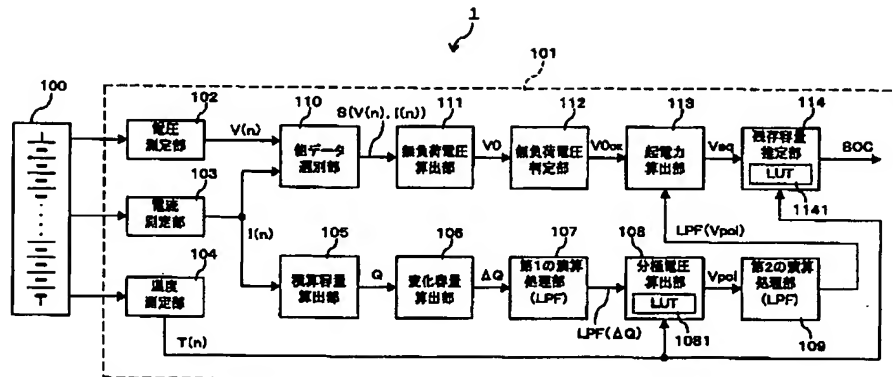 1
101
100
102
電圧
測定部
V(n)
110
組データ
選別部
S(V(n), I(n))
111
無負荷電圧
算出部
V0
112
無負荷電圧
判定部
V0ok
113
起電力
算出部
Veq
114
残存容量
推定部
LUT
1141
SOC
103
電流
測定部
I(n)
LPF(Vpol)
104
温度
測定部
T(n)
105
積算容量
算出部
Q
106
変化容量
算出部
ΔQ
107
第1の演算
処理部
(LPF)
LPF(ΔQ)
108
分極電圧
算出部
LUT
1081
Vpol
第2の演算
処理部
(LPF)
109